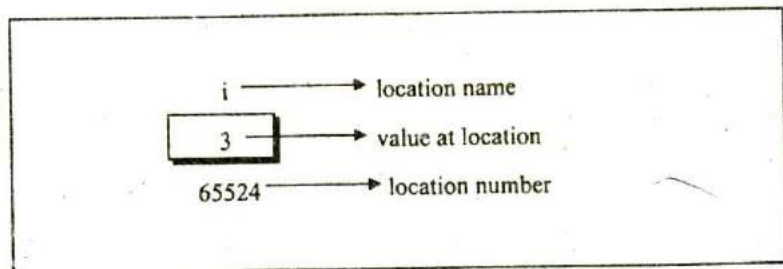 i location name
3 value at location
65524 location number